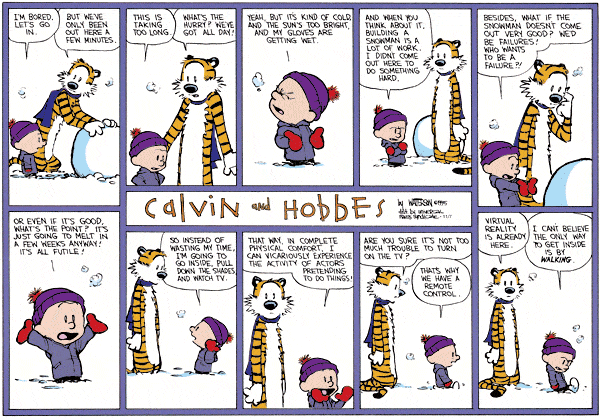 I'M BORED.
LET'S GO
IN.
BUT WE'VE
ONLY BEEN
OUT HERE A
FEW MINUTES.
THIS IS
TAKING
TOO LONG.
WHAT'S THE
HURRY? WE'VE
GOT ALL DAY!
YEAH, BUT IT'S KIND OF COLD,
AND THE SUN'S TOO BRIGHT,
AND MY GLOVES ARE
GETTING WET.
AND WHEN YOU
THINK ABOUT IT,
BUILDING A
SNOWMAN IS A
LOT OF WORK.
I DIDN'T COME
OUT HERE TO
DO SOMETHING
HARD.
BESIDES, WHAT IF THE
SNOWMAN DOESN'T COME
OUT VERY GOOD? WE'D
BE FAILURES!
WHO WANTS
TO BE A
FAILURE?!
CALVIN and HOBBES
by WATTERSON
OR EVEN IF IT'S GOOD,
WHAT'S THE POINT? IT'S
JUST GOING TO MELT IN
A FEW WEEKS ANYWAY!
IT'S ALL FUTILE!
SO INSTEAD OF
WASTING MY TIME,
I'M GOING TO
GO INSIDE, PULL
DOWN THE SHADES,
AND WATCH TV.
THAT WAY, IN COMPLETE
PHYSICAL COMFORT, I
CAN VICARIOUSLY EXPERIENCE
THE ACTIVITY OF ACTORS
PRETENDING
TO DO THINGS!
ARE YOU SURE IT'S NOT TOO
MUCH TROUBLE TO TURN
ON THE TV?
THAT'S WHY
WE HAVE A
REMOTE
CONTROL.
VIRTUAL
REALITY
IS ALREADY
HERE.
I CAN'T BELIEVE
THE ONLY WAY
TO GET INSIDE
IS BY
WALKING.